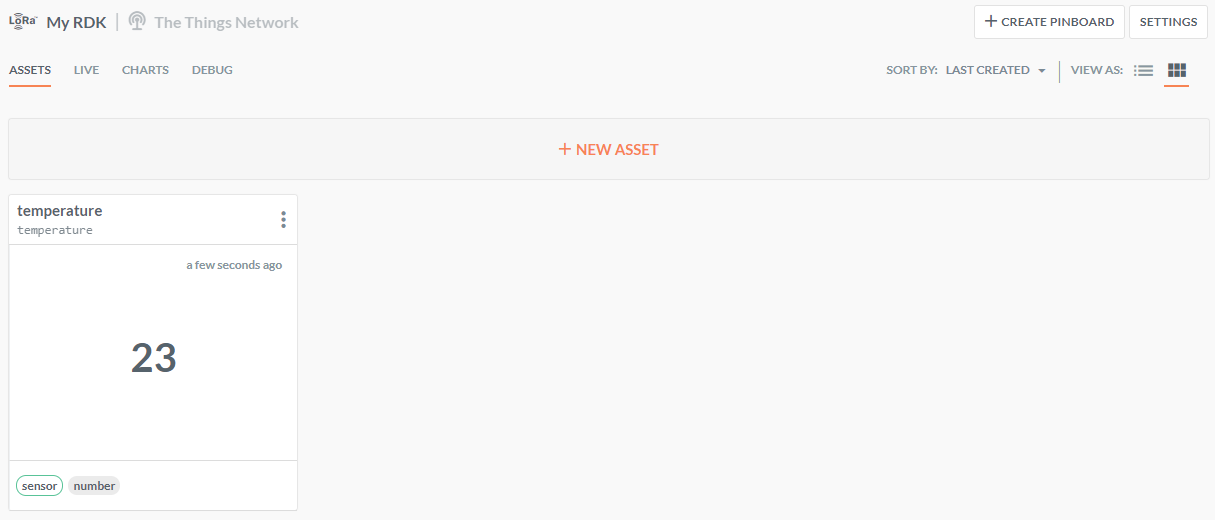 LoRa™ My RDK | The Things Network
+ CREATE PINBOARD
SETTINGS
ASSETS LIVE CHARTS DEBUG
SORT BY: LAST CREATED
VIEW AS:
+ NEW ASSET
temperature
temperature
a few seconds ago
23
sensor number